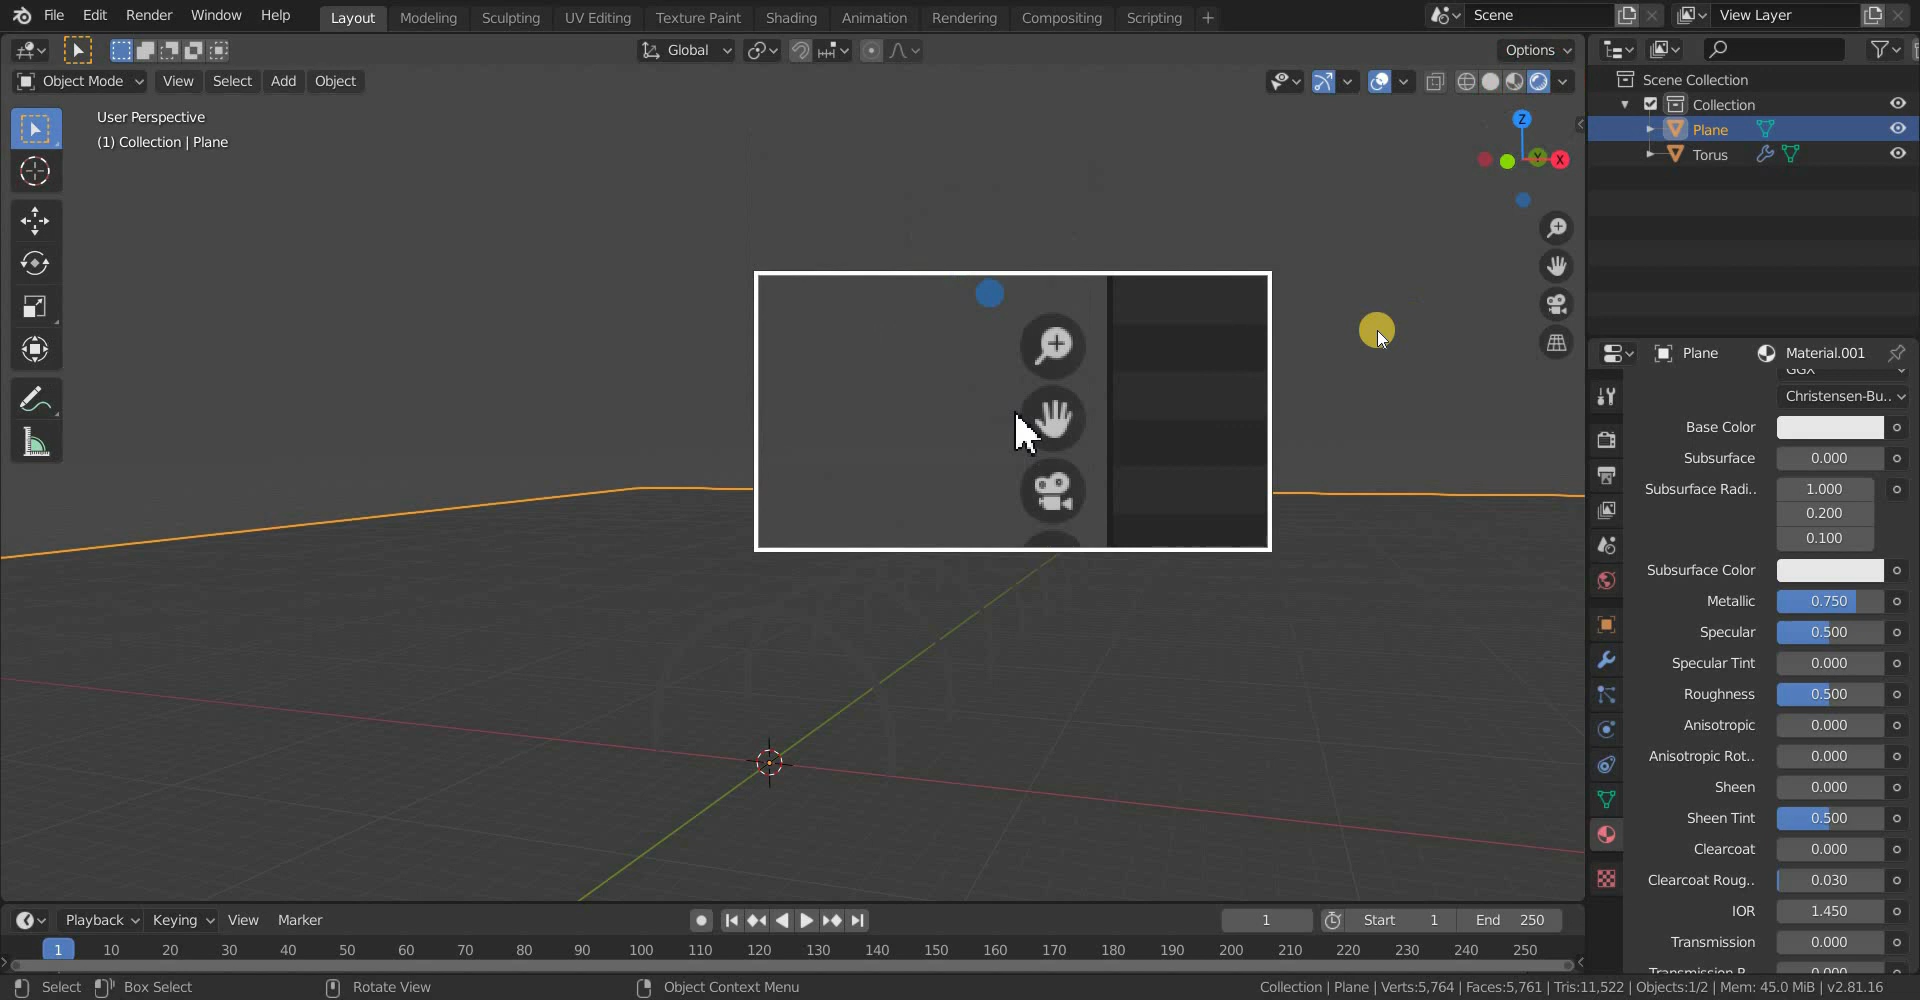 File Edit Render Window Help Layout Modeling Sculpting UV Editing Texture Paint Shading Animation Rendering Compositing Scripting + Scene View Layer
Global Options
Object Mode View Select Add Object
User Perspective
(1) Collection | Plane
Z
Y X
Scene Collection
Collection
Plane
Torus
Plane Material.001
GGX
Christensen-Bu..
Base Color
Subsurface 0.000
Subsurface Radi.. 1.000
0.200
0.100
Subsurface Color
Metallic 0.750
Specular 0.500
Specular Tint 0.000
Roughness 0.500
Anisotropic 0.000
Anisotropic Rot.. 0.000
Sheen 0.000
Sheen Tint 0.500
Clearcoat 0.000
Clearcoat Roug.. 0.030
IOR 1.450
Transmission 0.000
Transmission R.. 0.000
Playback Keying View Marker 1 Start 1 End 250
1 10 20 30 40 50 60 70 80 90 100 110 120 130 140 150 160 170 180 190 200 210 220 230 240 250
Select Box Select Rotate View Object Context Menu Collection | Plane | Verts:5,764 | Faces:5,761 | Tris:11,522 | Objects:1/2 | Mem: 45.0 MiB | v2.81.16